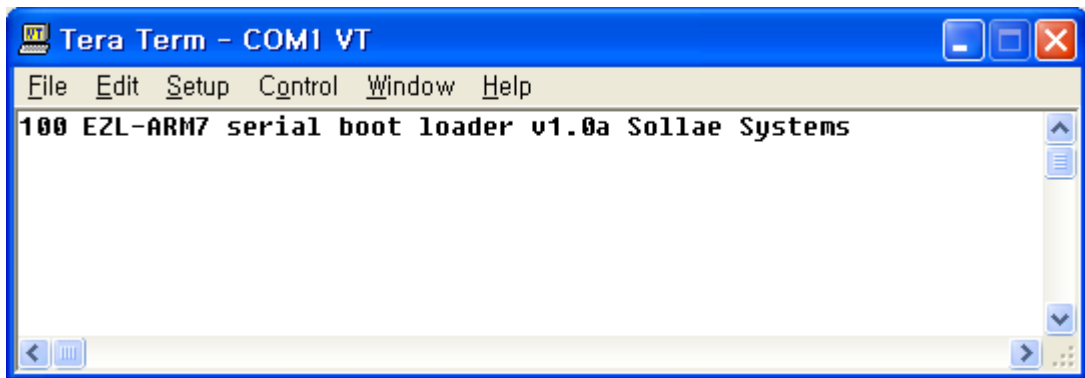 Tera Term - COM1 VT
File Edit Setup Control Window Help
100 EZL-ARM7 serial boot loader v1.0a Sollae Systems